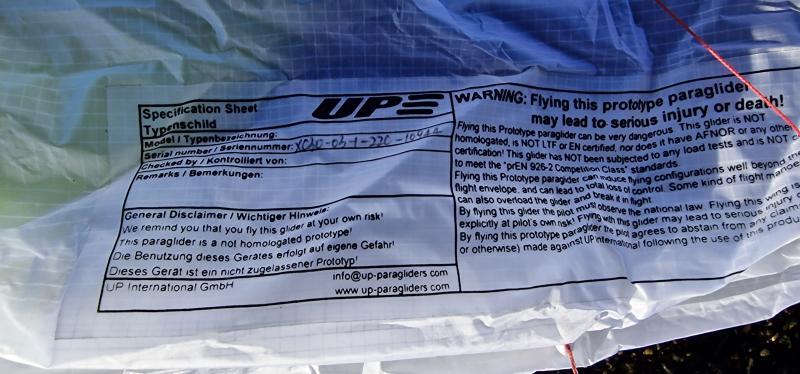 Specification Sheet
Typenschild
UP
Model / Typenbezeichnung:
Serial number / Seriennummer:
Checked by / Kontrolliert von:
Remarks / Bemerkungen:
General Disclaimer / Wichtiger Hinweis:
We remind you that you fly this glider at your own risk!
This paraglider is a not homologated prototype!
Die Benutzung dieses Gerätes erfolgt auf eigene Gefahr!
Dieses Gerät ist ein nicht zugelassener Prototyp!
UP International GmbH
info@up-paragliders.com
www.up-paragliders.com
WARNING: Flying this prototype paraglider
may lead to serious injury or death!
Flying this Prototype paraglider can be very dangerous. This glider is NOT
homologated, is NOT LTF or EN certified, nor does it have AFNOR or any other
certification! This glider has NOT been subjected to any load tests and is NOT
to meet the "prEN 926-2 Competition Class" standards.
Flying this Prototype paraglider can induce flying configurations well beyond the
flight envelope, and can lead to total loss of control. Some kind of flight
can also overload the glider and break it in flight.
By flying this glider the pilot must observe the national law. Flying this wing is
explicitly at pilot's own risk! Flying with this glider may lead to serious injury
By flying this prototype paraglider the pilot agrees to abstain from any claim
or otherwise) made against UP International following the use of this